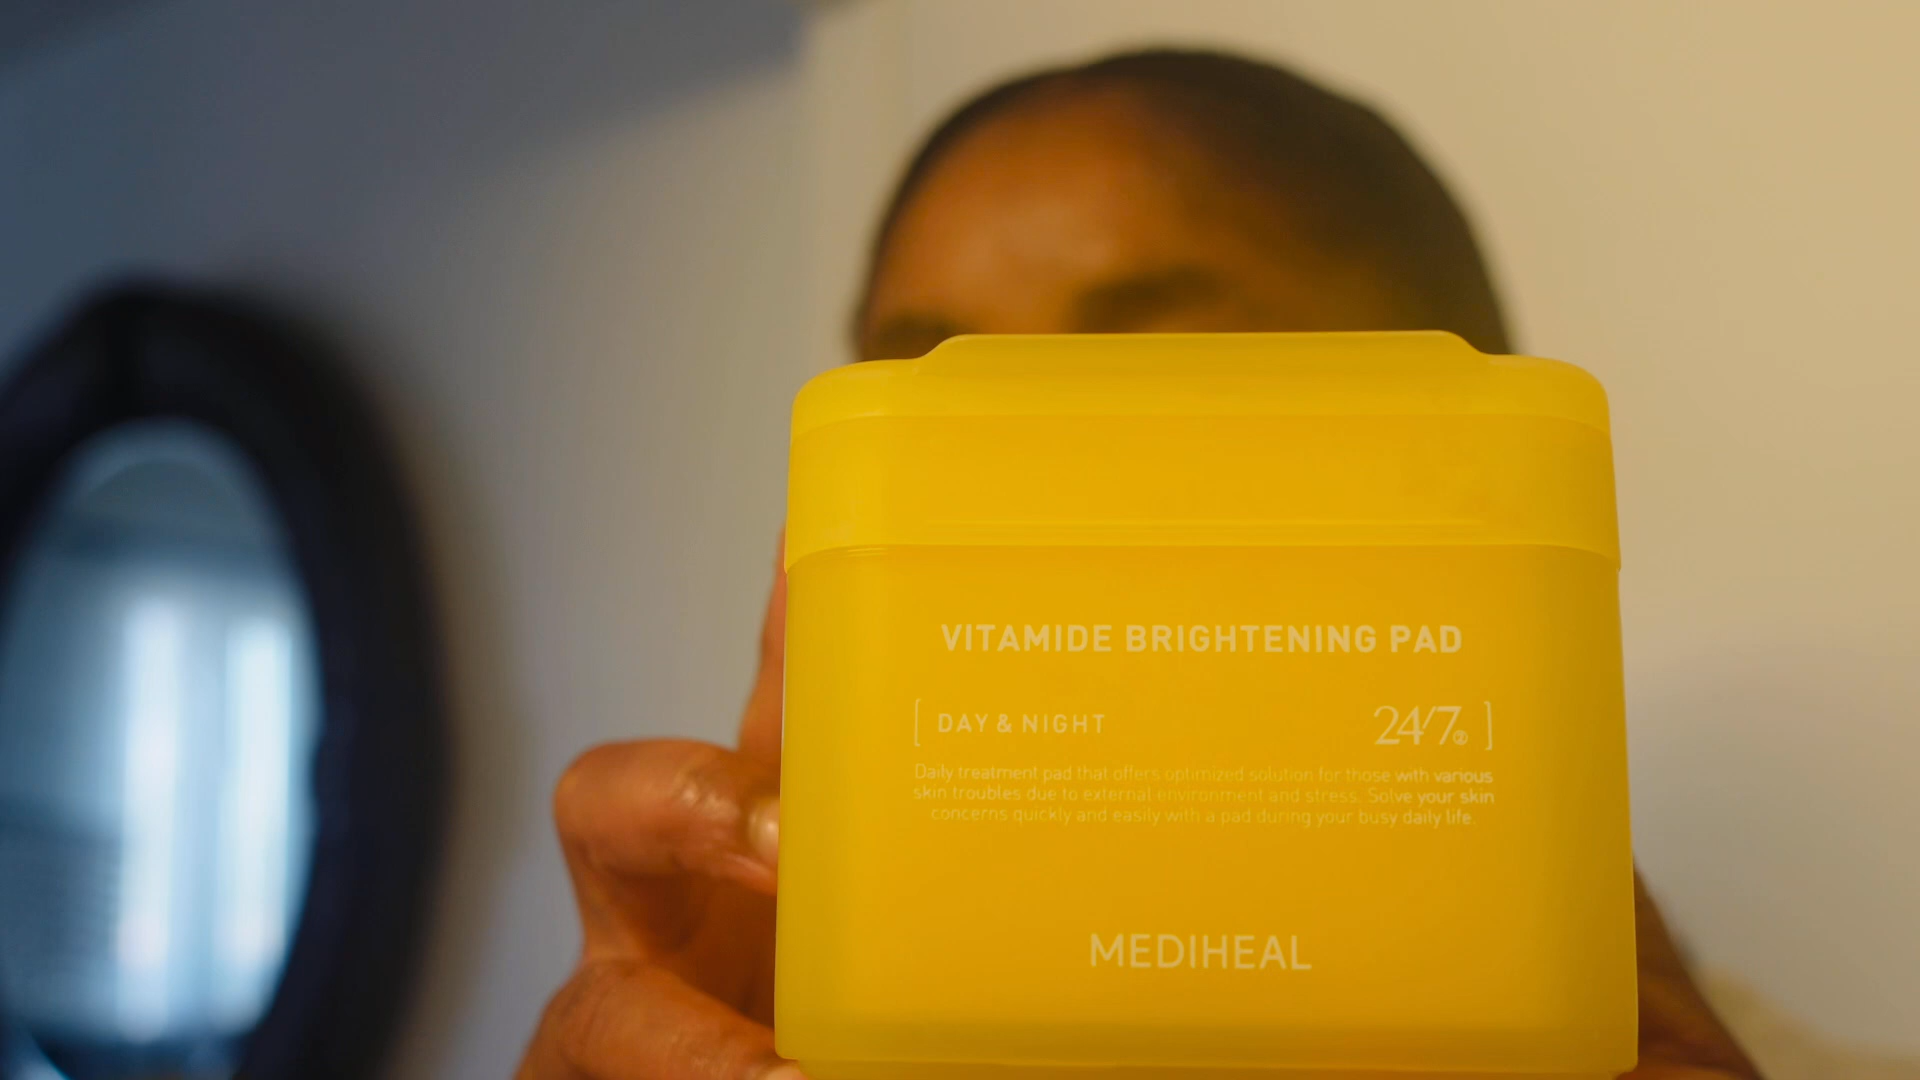 VITAMIDE BRIGHTENING PAD
[ DAY & NIGHT 24/7 ]
Daily treatment pad that offers optimized solution for those with various
skin troubles due to external environment and stress. Solve your skin
concerns quickly and easily with a pad during your busy daily life.
MEDIHEAL